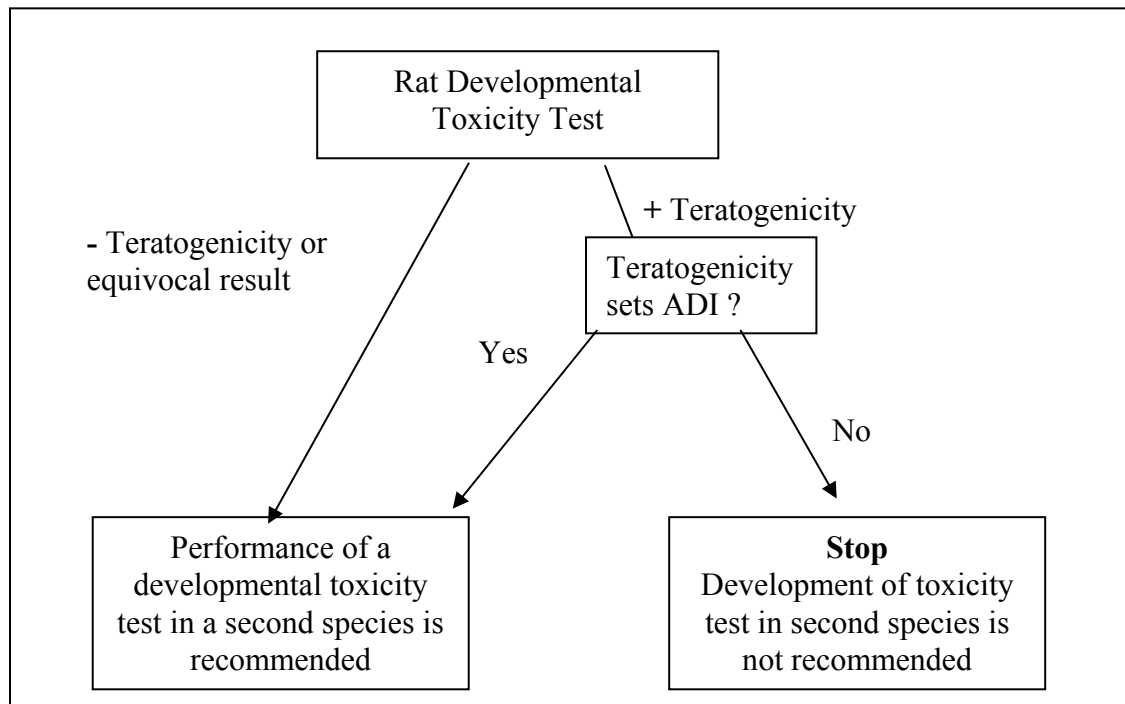 Rat Developmental
Toxicity Test
+ Teratogenicity
- Teratogenicity or
equivocal result
Teratogenicity
sets ADI ?
Yes
No
Performance of a
developmental toxicity
test in a second species is
recommended
Stop
Development of toxicity
test in second species is
not recommended